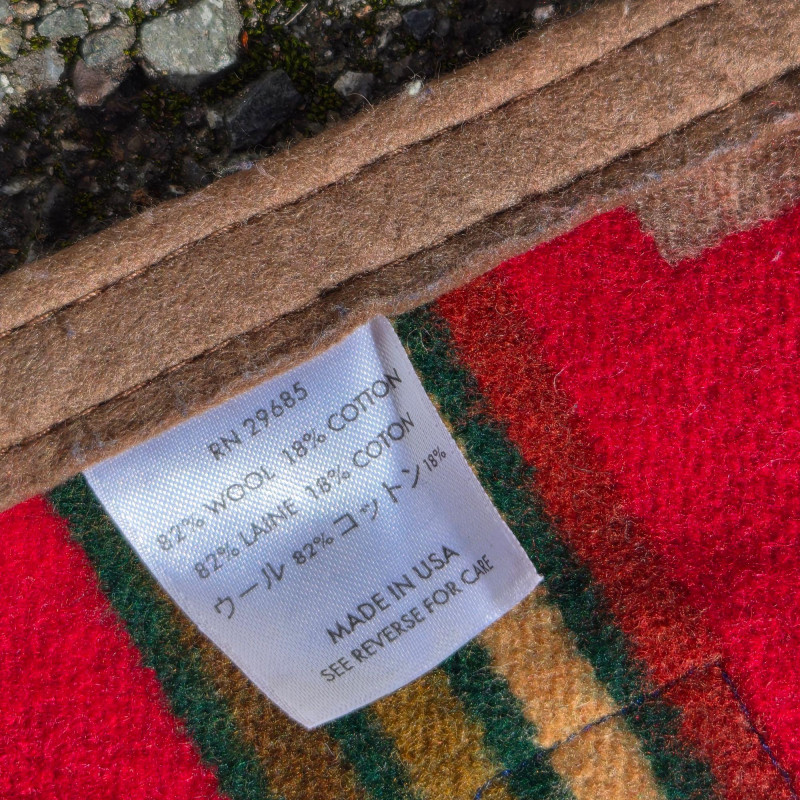 RN 29685
82% WOOL 18% COTTON
82% LAINE 18% COTON
ウール 82% コットン 18%
MADE IN USA
SEE REVERSE FOR CARE